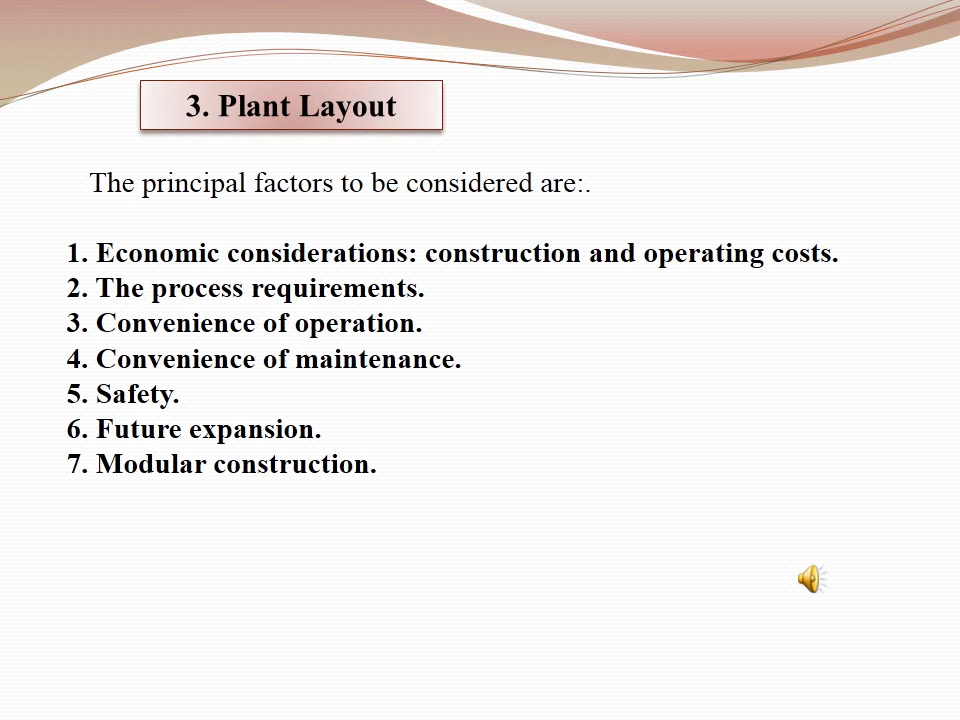 3. Plant Layout
The principal factors to be considered are:.
1. Economic considerations: construction and operating costs.
2. The process requirements.
3. Convenience of operation.
4. Convenience of maintenance.
5. Safety.
6. Future expansion.
7. Modular construction.